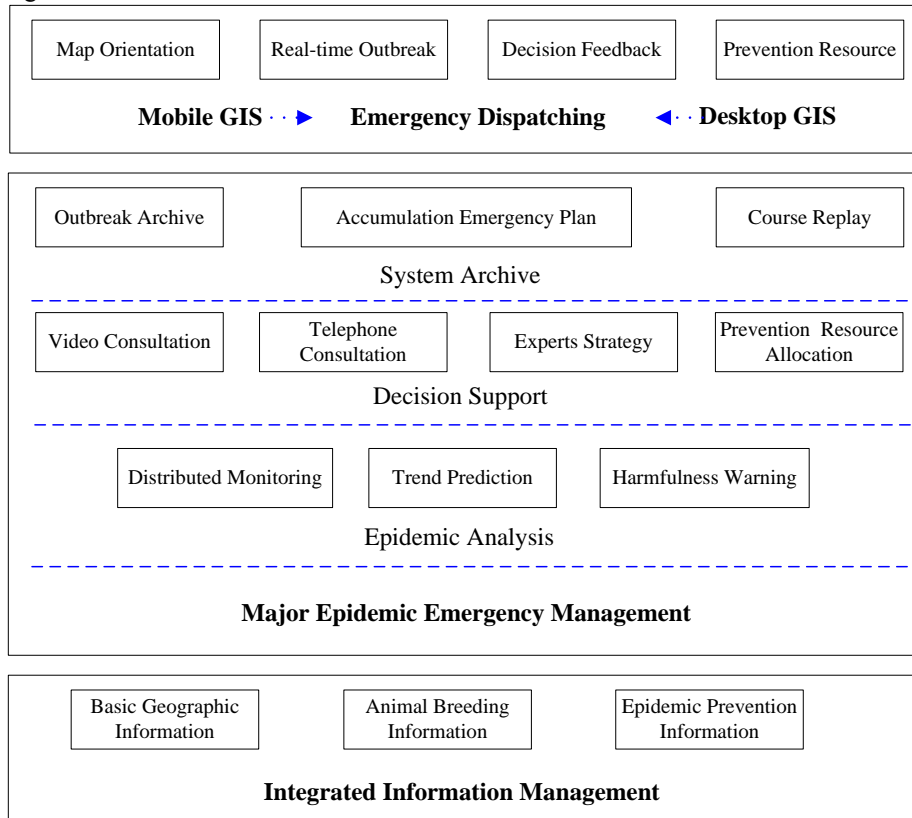 Map Orientation
Real-time Outbreak
Decision Feedback
Prevention Resource
Mobile GIS
Emergency Dispatching
Desktop GIS
Outbreak Archive
Accumulation Emergency Plan
Course Replay
System Archive
Video Consultation
Telephone
Consultation
Experts Strategy
Prevention Resource
Allocation
Decision Support
Distributed Monitoring
Trend Prediction
Harmfulness Warning
Epidemic Analysis
Major Epidemic Emergency Management
Basic Geographic
Information
Animal Breeding
Information
Epidemic Prevention
Information
Integrated Information Management